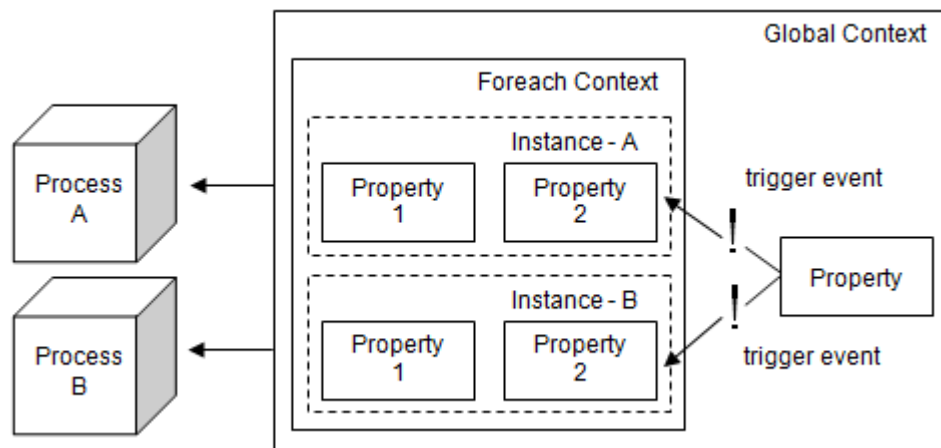 Global Context
Foreach Context
Instance - A
Process
A
Property
1
Property
2
trigger event
!
Property
!
Instance - B
Process
B
Property
1
Property
2
trigger event